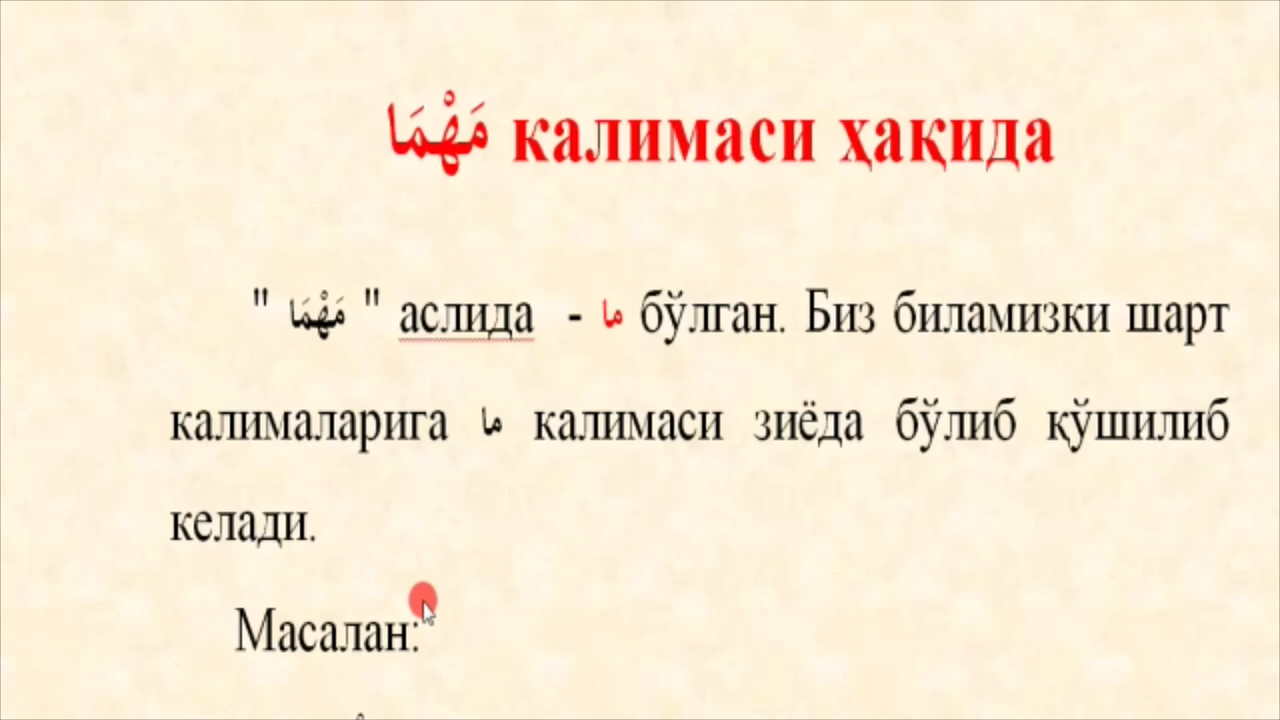 مَهْمَا калимаси ҳақида
" مَهْمَا " аслида - ما бўлган. Биз биламизки шарт
калималарига ما калимаси зиёда бўлиб қўшилиб
келади.
Масалан: